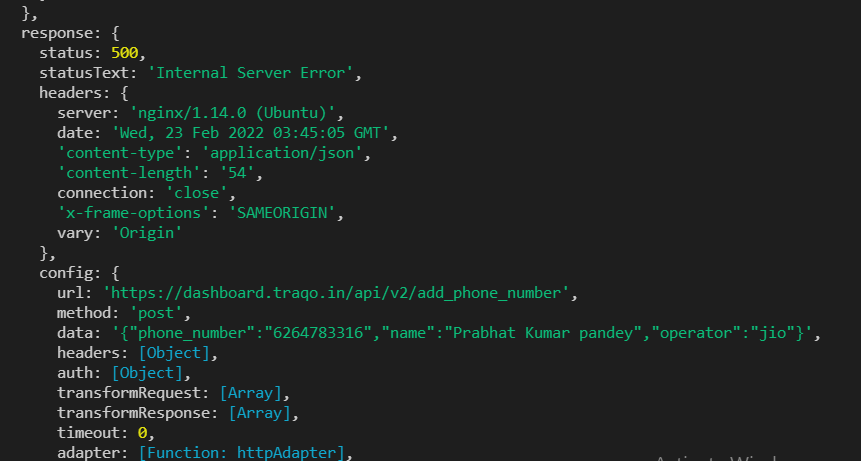 },
response: {
status: 500,
statusText: 'Internal Server Error',
headers: {
server: 'nginx/1.14.0 (Ubuntu)',
date: 'Wed, 23 Feb 2022 03:45:05 GMT',
'content-type': 'application/json',
'content-length': '54',
connection: 'close',
'x-frame-options': 'SAMEORIGIN',
vary: 'Origin'
},
config: {
url: 'https://dashboard.traqo.in/api/v2/add_phone_number',
method: 'post',
data: '{"phone_number":"6264783316","name":"Prabhat Kumar pandey","operator":"jio"}',
headers: [Object],
auth: [Object],
transformRequest: [Array],
transformResponse: [Array],
timeout: 0,
adapter: [Function: httpAdapter],